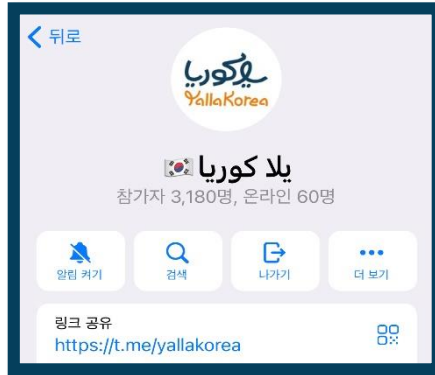 뒤로
يلا كوريا
YallaKorea
يلا كوريا 🇰🇷
참가자 3,180명, 온라인 60명
알림 켜기
검색
나가기
더 보기
링크 공유
https://t.me/yallakorea